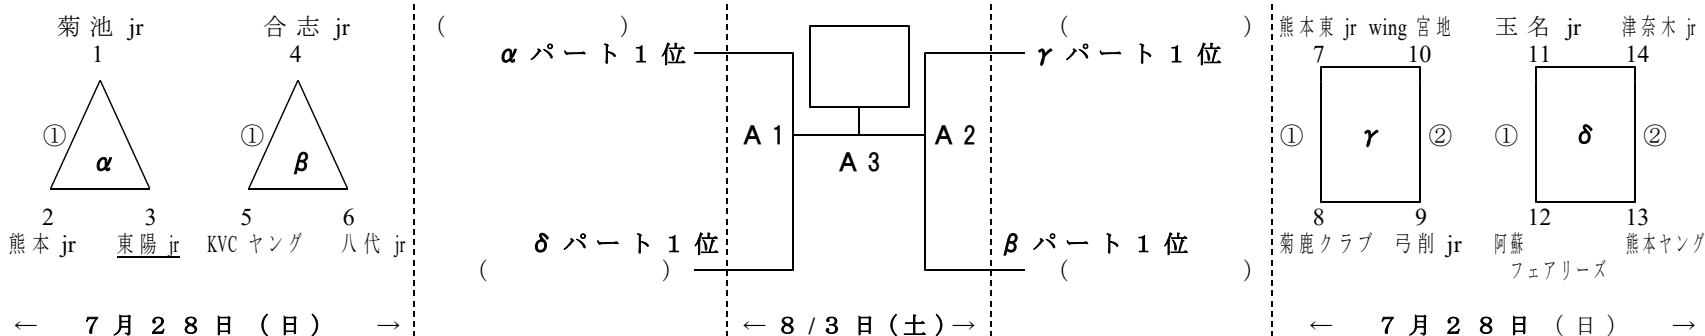 菊池 jr
1
①
α
2
3
熊本 jr
東陽 jr
合志 jr
4
①
β
5
6
KVC ヤング
八代 jr
← 7月28日(日) →
( )
α パート1位
δ パート1位
( )
A1
A3
A2
( )
γ パート1位
β パート1位
( )
← 8/3日(土)→
熊本東 jr
7
wing 宮地
10
①
γ
②
8
9
菊鹿クラブ
弓削 jr
玉名 jr
11
津奈木 jr
14
①
δ
②
12
13
阿蘇
フェアリーズ
熊本ヤング
← 7月28日(日) →